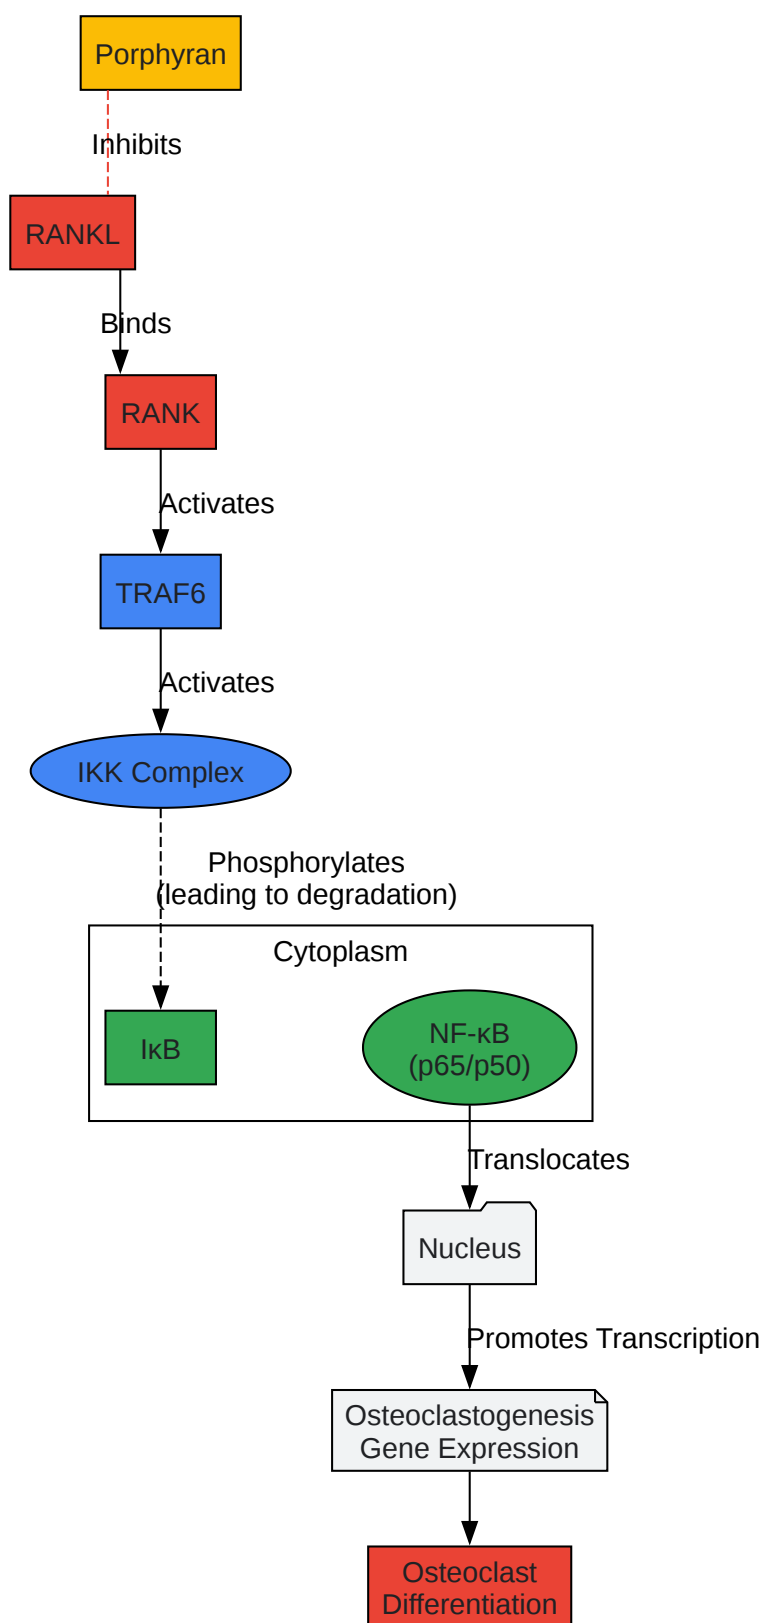 Porphyran
Inhibits
RANKL
Binds
RANK
Activates
TRAF6
Activates
IKK Complex
Phosphorylates
(leading to degradation)
Cytoplasm
IκB
NF-κB
(p65/p50)
Translocates
Nucleus
Promotes Transcription
Osteoclastogenesis
Gene Expression
Osteoclast
Differentiation